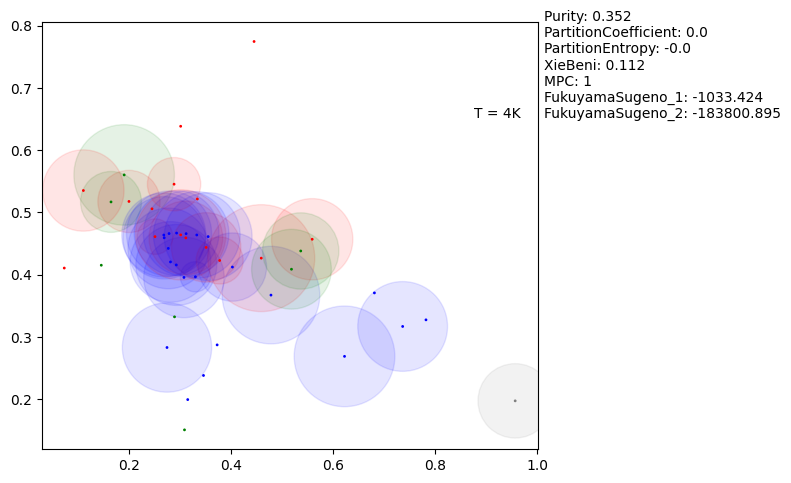 Purity: 0.352
PartitionCoefficient: 0.0
PartitionEntropy: -0.0
XieBeni: 0.112
MPC: 1
FukuyamaSugeno_1: -1033.424
FukuyamaSugeno_2: -183800.895
T = 4K
0.8
0.7
0.6
0.5
0.4
0.3
0.2
0.2 0.4 0.6 0.8 1.0